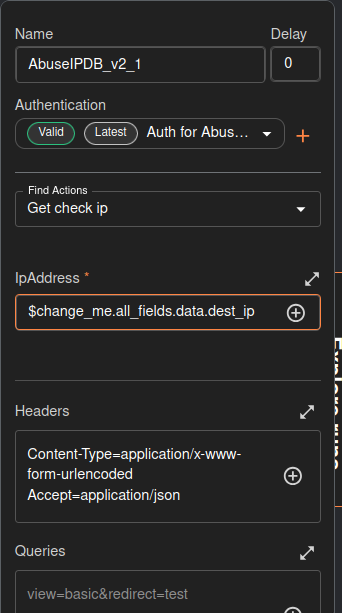 Name
Delay
AbuseIPDB_v2_1
0
Authentication
Valid
Latest
Auth for Abus...
Find Actions
Get check ip
IpAddress *
$change_me.all_fields.data.dest_ip
Headers
Content-Type=application/x-www-
form-urlencoded
Accept=application/json
Queries
view=basic&redirect=test